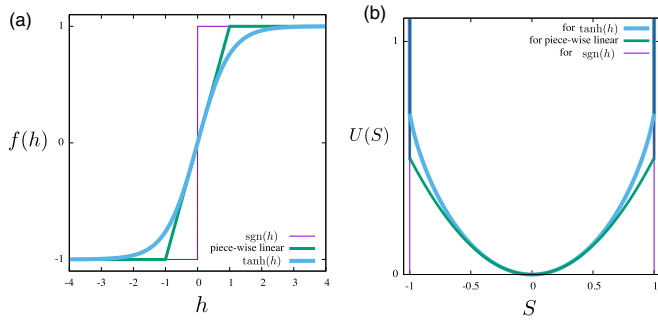 (a)
1
f(h)
0
-1
sgn(h)
piece-wise linear
tanh(h)
-4 -3 -2 -1 0 1 2 3 4
h
(b)
for tanh(h)
for piece-wise linear
for sgn(h)
1
U(S)
0
-1 -0.5 0 0.5 1
S